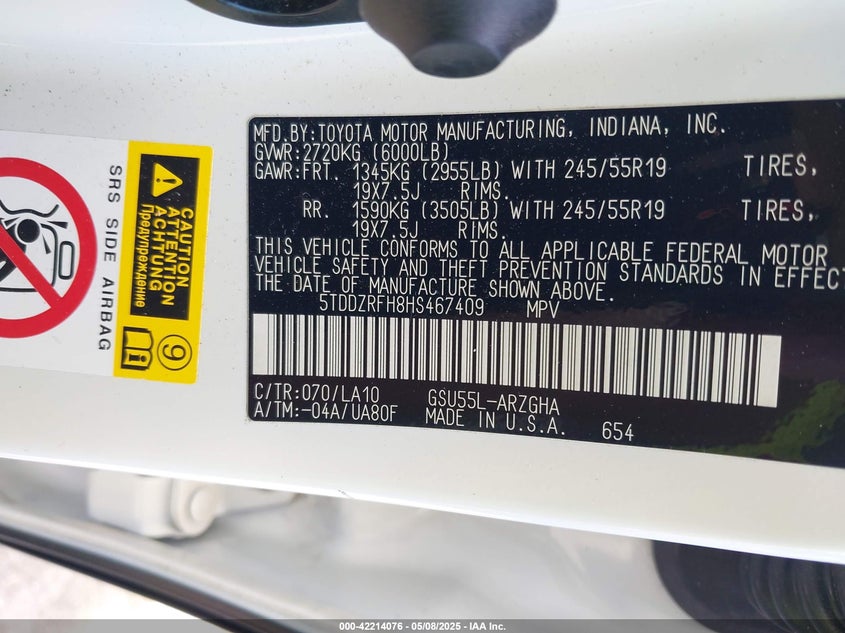 MFD.BY:TOYOTA MOTOR MANUFACTURING, INDIANA, INC.
GVWR:2720KG (6000LB)
GAWR:FRT. 1345KG (2955LB) WITH 245/55R19 TIRES,
19X7.5J RIMS.
RR. 1590KG (3505LB) WITH 245/55R19 TIRES,
19X7.5J RIMS.
THIS VEHICLE CONFORMS TO ALL APPLICABLE FEDERAL MOTOR
VEHICLE SAFETY AND THEFT PREVENTION STANDARDS IN EFFECT
THE DATE OF MANUFACTURE SHOWN ABOVE.
5TDDZRFH8HS467409 MPV
C/TR:070/LA10 GSU55L-ARZGHA
A/TM:-04A/UA80F MADE IN U.S.A. 654
SRS SIDE AIRBAG
CAUTION
ATTENTION
ACHTUNG
Предупреждение
9
000-42214076 - 05/08/2025 - IAA Inc.